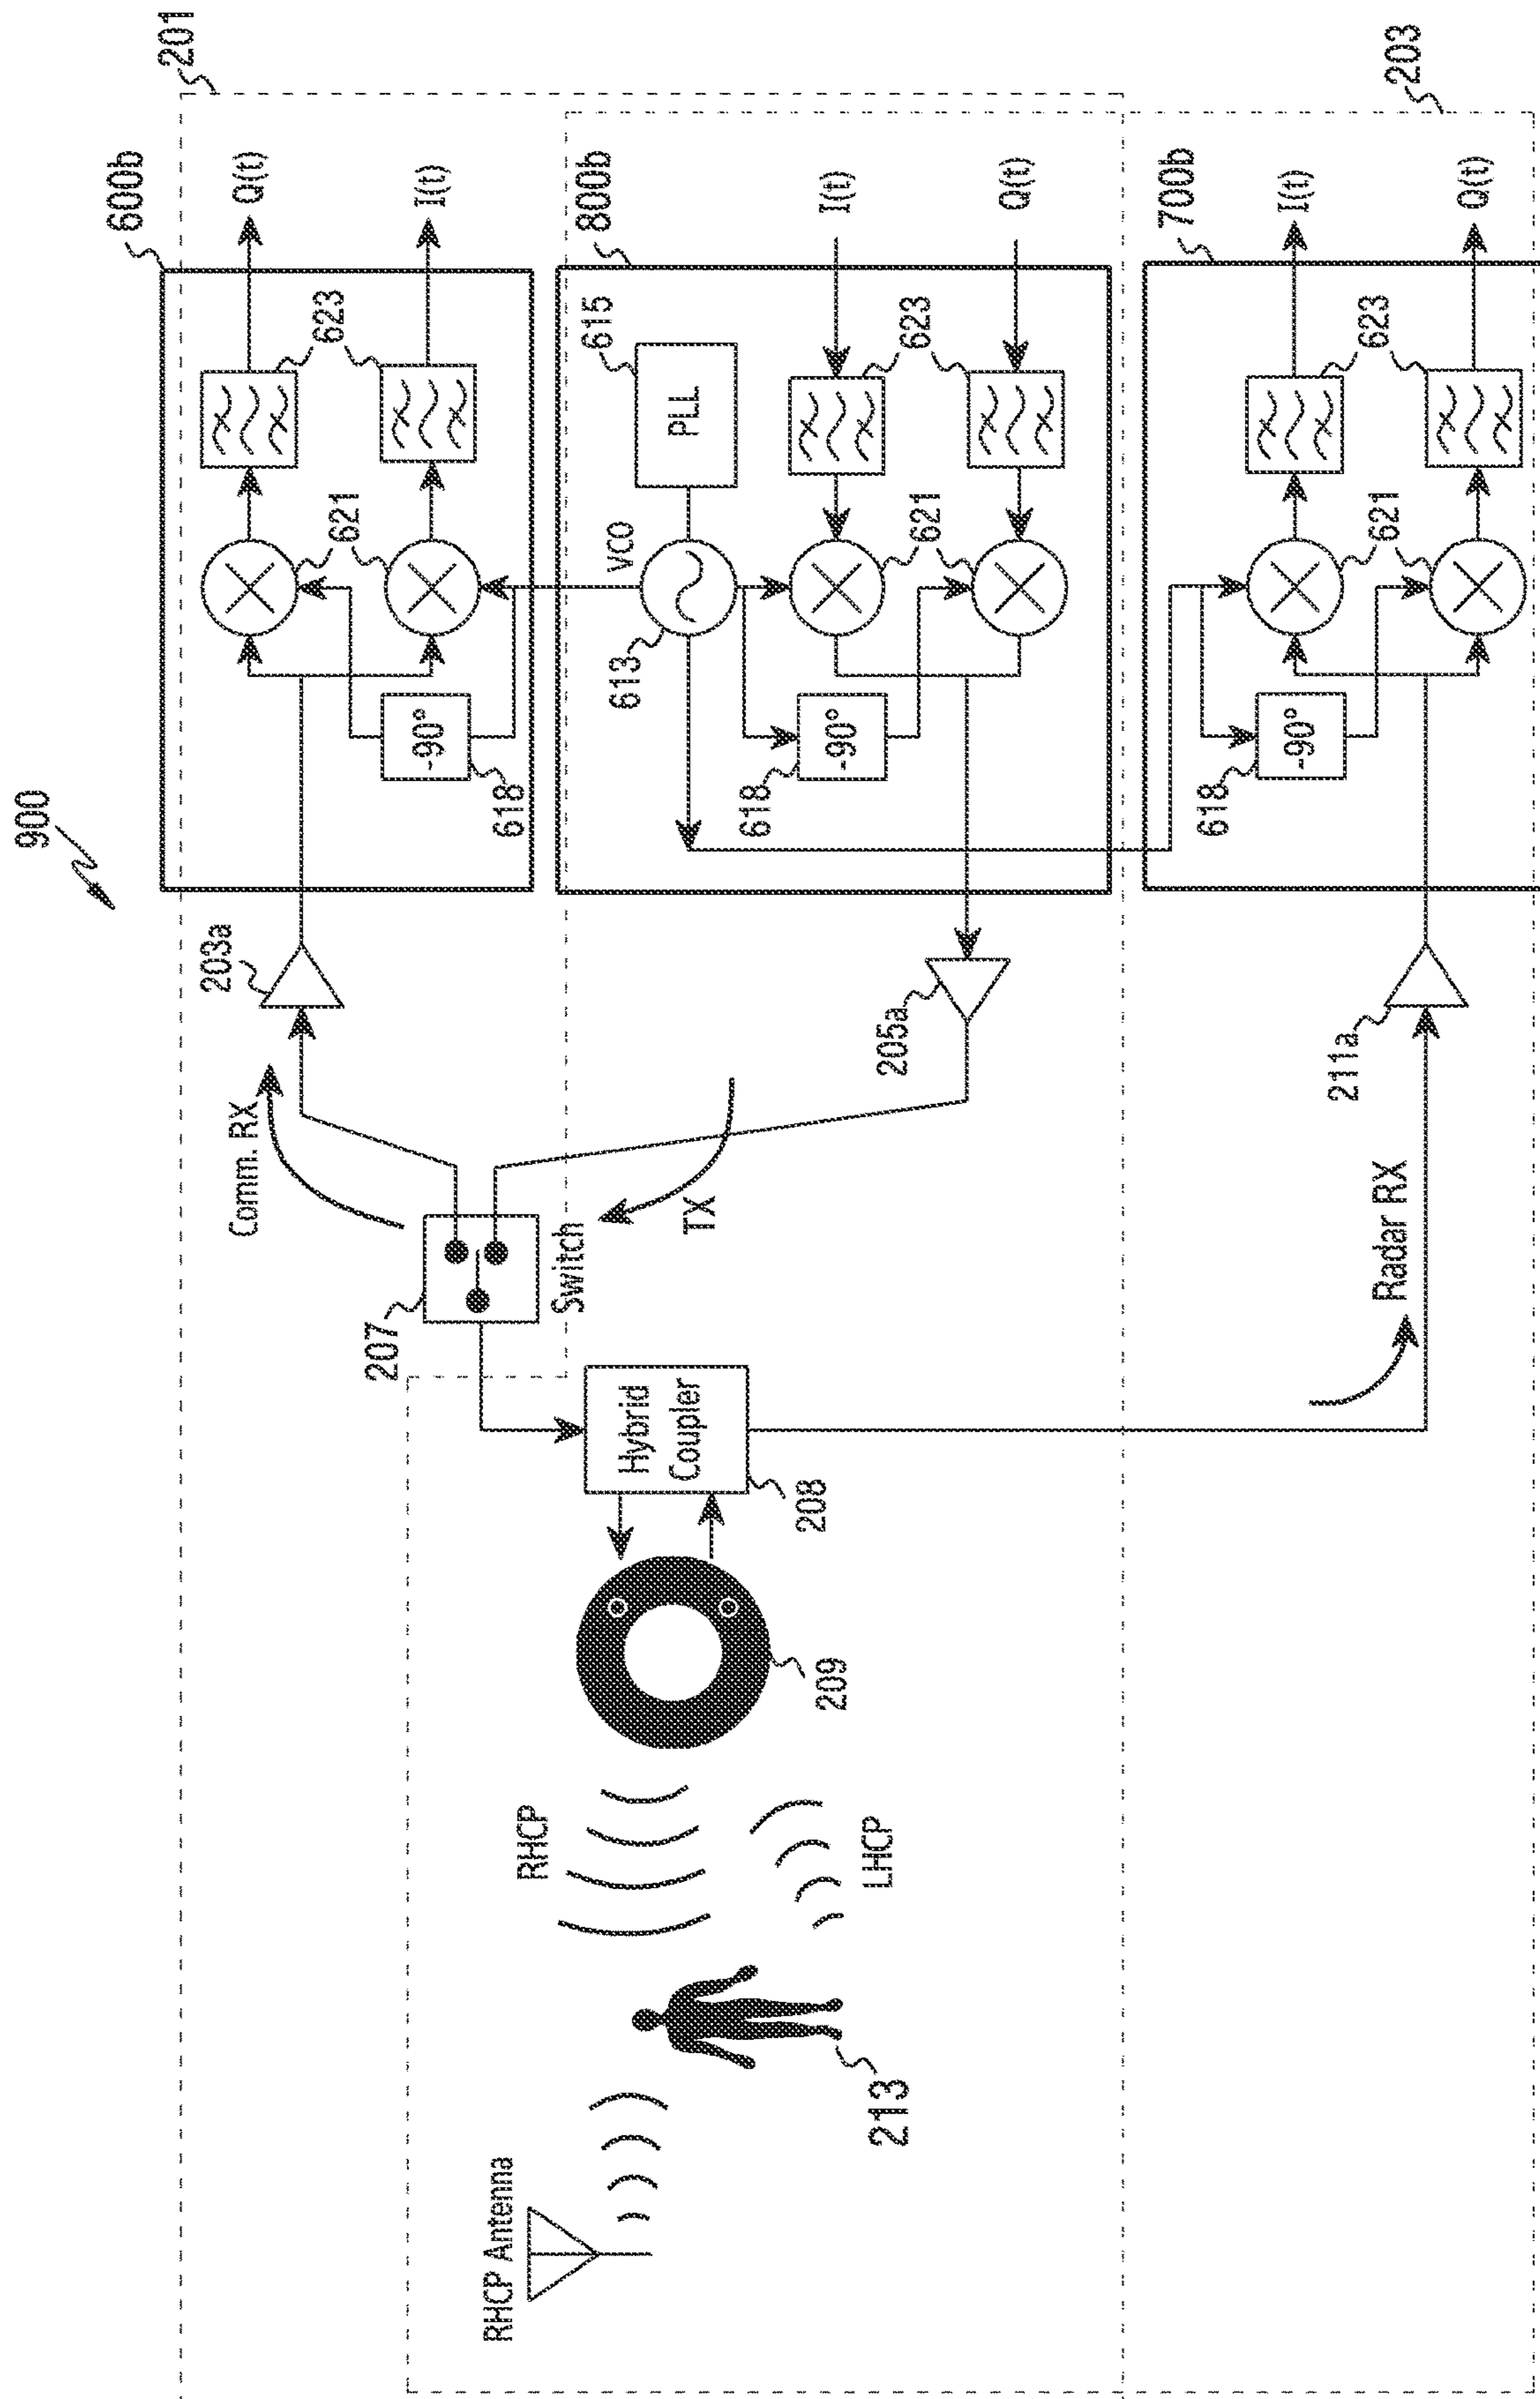 900
201
600b
Q(t)
I(t)
623
621
618
203a
Comm. RX
207
Switch
TX
800b
615
PLL
VCO
613
I(t)
Q(t)
623
621
-90°
-90°
618
205a
Hybrid
Coupler
208
209
RHCP
LHCP
RHCP Antenna
213
203
700b
I(t)
Q(t)
623
621
-90°
618
211a
Radar RX